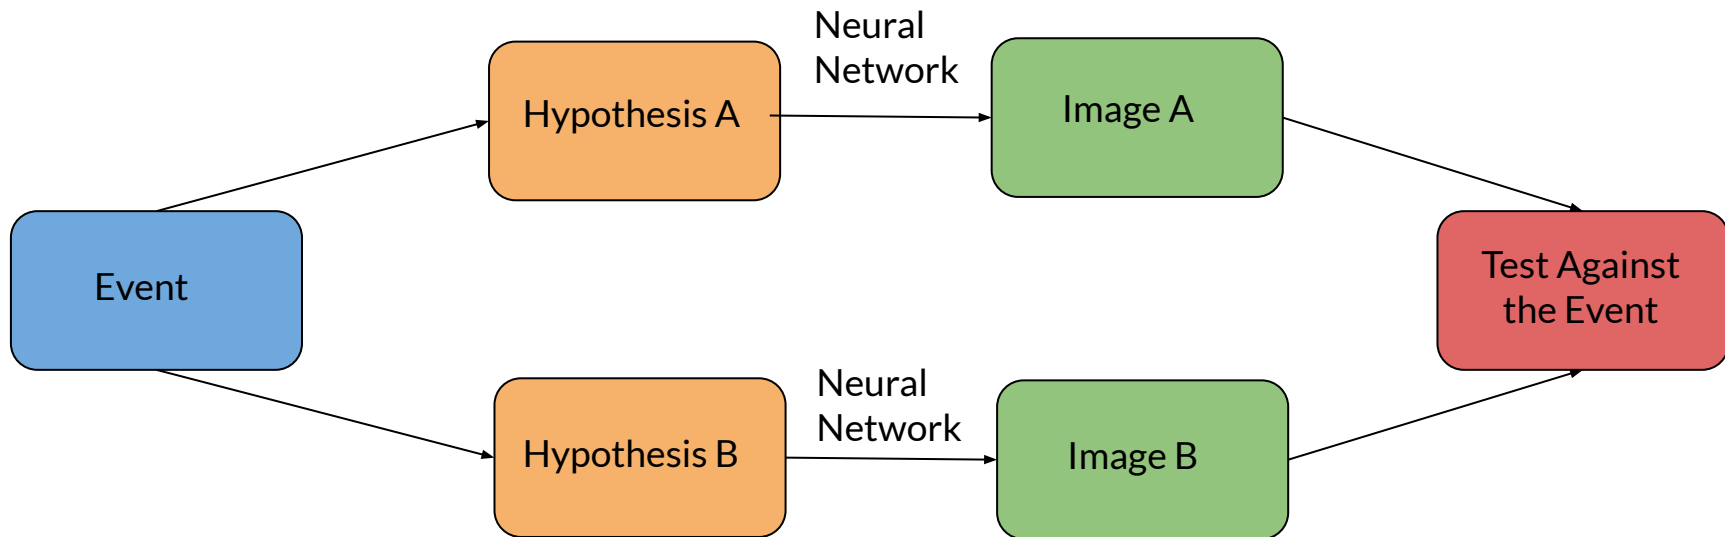 Neural
Network
Hypothesis A
Image A
Event
Test Against
the Event
Neural
Network
Hypothesis B
Image B